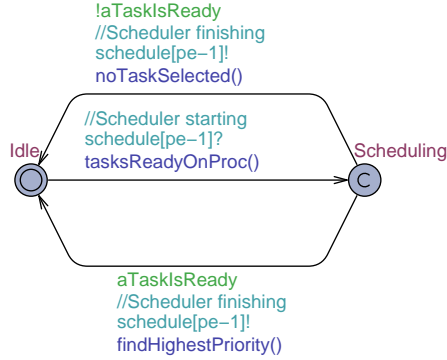 !aTaskIsReady
//Scheduler finishing
schedule[pe−1]!
noTaskSelected()
//Scheduler starting
schedule[pe−1]?
tasksReadyOnProc()
Idle
Scheduling
C
aTaskIsReady
//Scheduler finishing
schedule[pe−1]!
findHighestPriority()